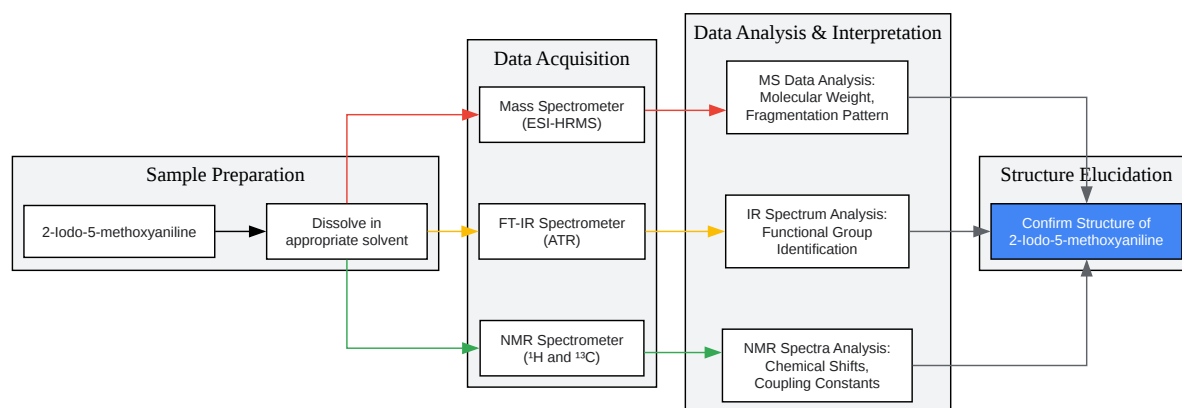 Sample Preparation
2-Iodo-5-methoxyaniline
Dissolve in
appropriate solvent
Data Acquisition
Mass Spectrometer
(ESI-HRMS)
FT-IR Spectrometer
(ATR)
NMR Spectrometer
(¹H and ¹³C)
Data Analysis & Interpretation
MS Data Analysis:
Molecular Weight,
Fragmentation Pattern
IR Spectrum Analysis:
Functional Group
Identification
NMR Spectra Analysis:
Chemical Shifts,
Coupling Constants
Structure Elucidation
Confirm Structure of
2-Iodo-5-methoxyaniline